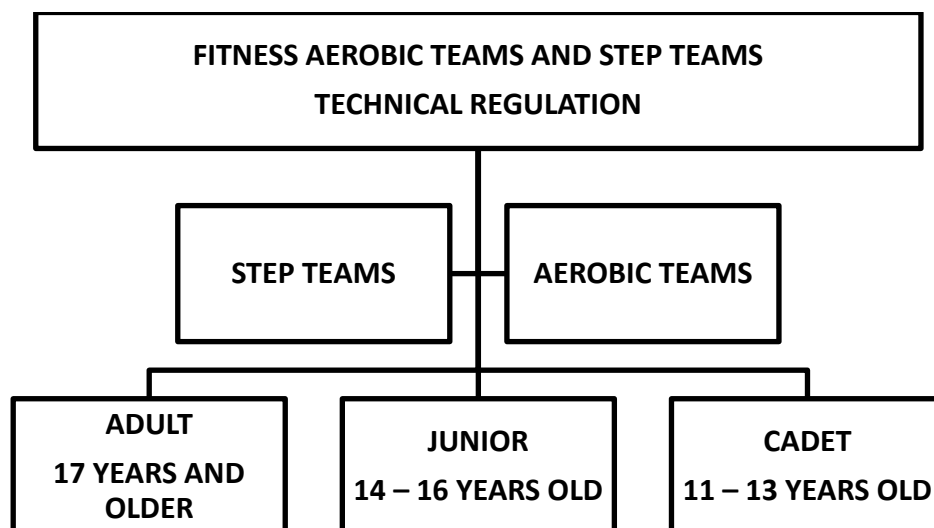 FITNESS AEROBIC TEAMS AND STEP TEAMS
TECHNICAL REGULATION
STEP TEAMS
AEROBIC TEAMS
ADULT
17 YEARS AND
OLDER
JUNIOR
14 – 16 YEARS OLD
CADET
11 – 13 YEARS OLD